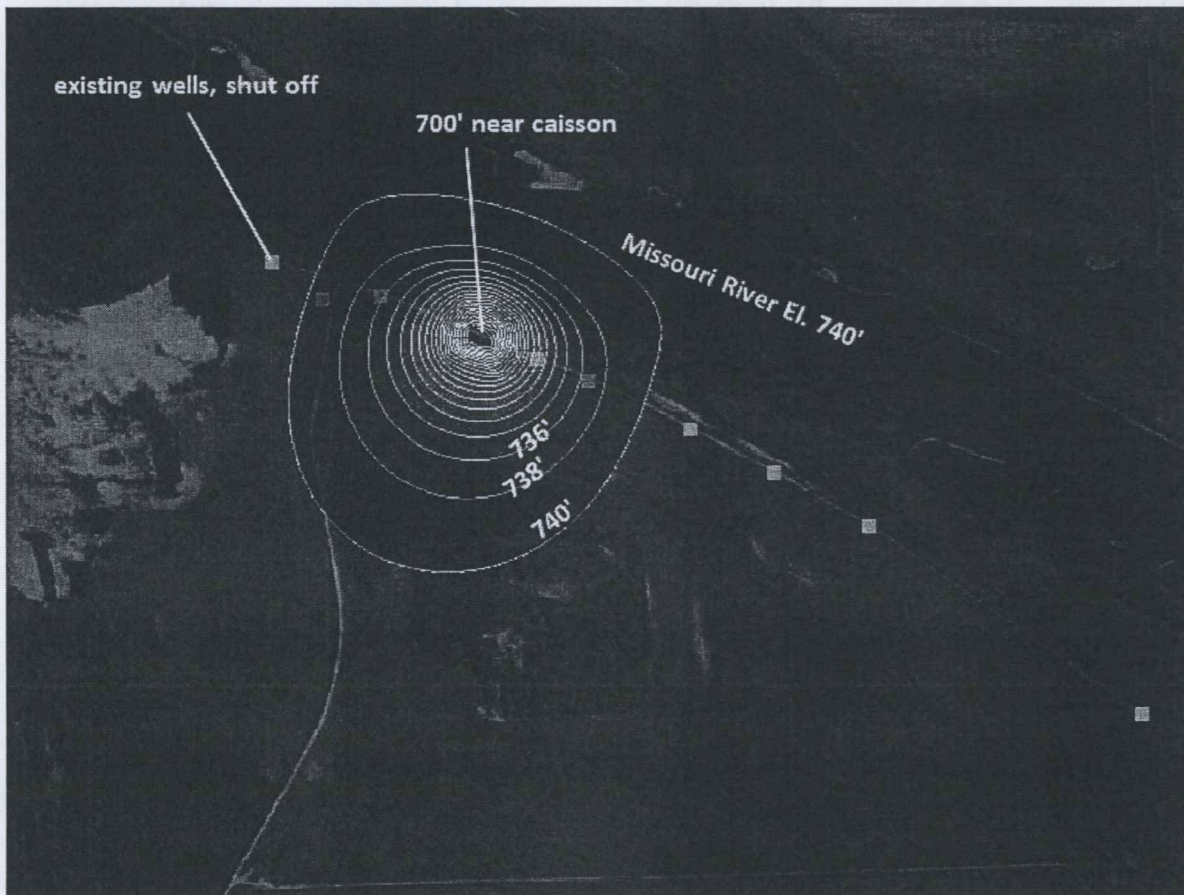 existing wells, shut off
700' near caisson
Missouri River El. 740'
736'
738'
740'